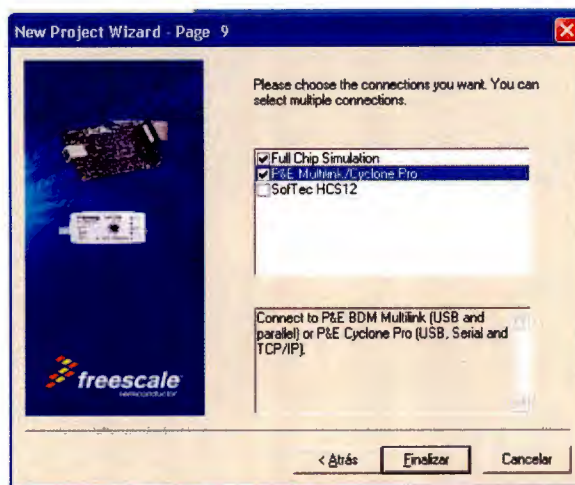 New Project Wizard - Page 9
Please choose the connections you want. You can
select multiple connections.
Full Chip Simulation
P&E Multilink/Cyclone Pro
SofTec HCS12
Connect to P&E BDM Multilink (USB and
parallel) or P&E Cyclone Pro (USB, Serial and
TCP/IP).
freescale
semiconductor
< Atrás
Finalizar
Cancelar